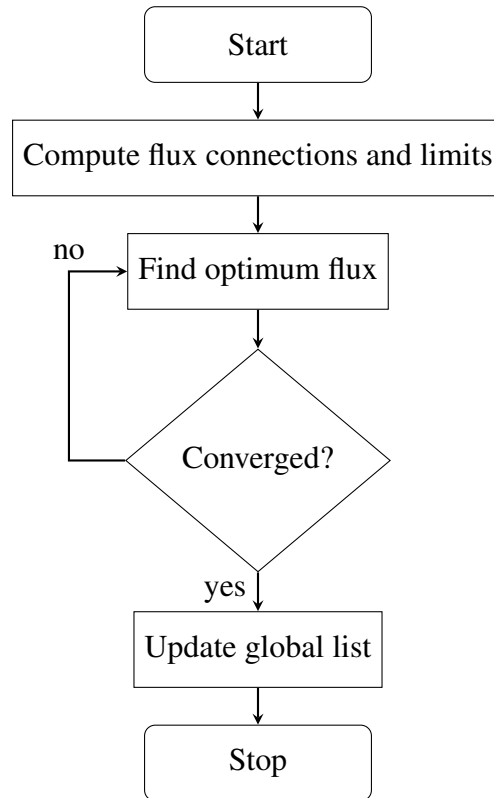 Start
Compute flux connections and limits
no
Find optimum flux
Converged?
yes
Update global list
Stop